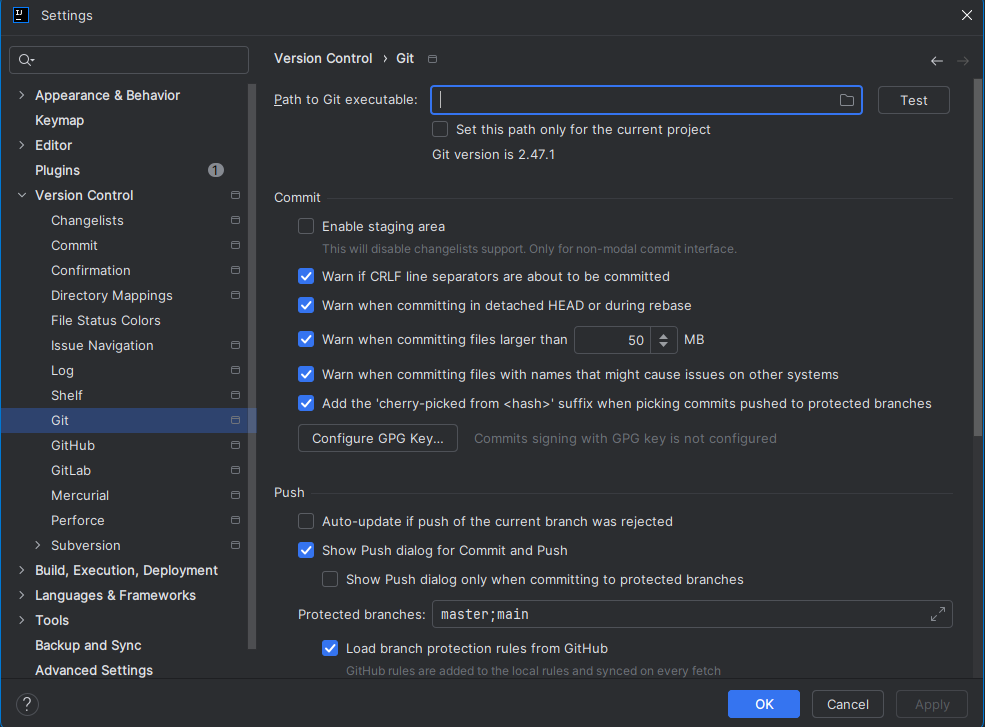 Settings
Version Control › Git
Appearance & Behavior
Keymap
Editor
Plugins 1
Version Control
Changelists
Commit
Confirmation
Directory Mappings
File Status Colors
Issue Navigation
Log
Shelf
Git
GitHub
GitLab
Mercurial
Perforce
Subversion
Build, Execution, Deployment
Languages & Frameworks
Tools
Backup and Sync
Advanced Settings
Path to Git executable:
Test
Set this path only for the current project
Git version is 2.47.1
Commit
Enable staging area
This will disable changelists support. Only for non-modal commit interface.
Warn if CRLF line separators are about to be committed
Warn when committing in detached HEAD or during rebase
Warn when committing files larger than 50 MB
Warn when committing files with names that might cause issues on other systems
Add the 'cherry-picked from <hash>' suffix when picking commits pushed to protected branches
Configure GPG Key... Commits signing with GPG key is not configured
Push
Auto-update if push of the current branch was rejected
Show Push dialog for Commit and Push
Show Push dialog only when committing to protected branches
Protected branches: master;main
Load branch protection rules from GitHub
GitHub rules are added to the local rules and synced on every fetch
?
OK Cancel Apply